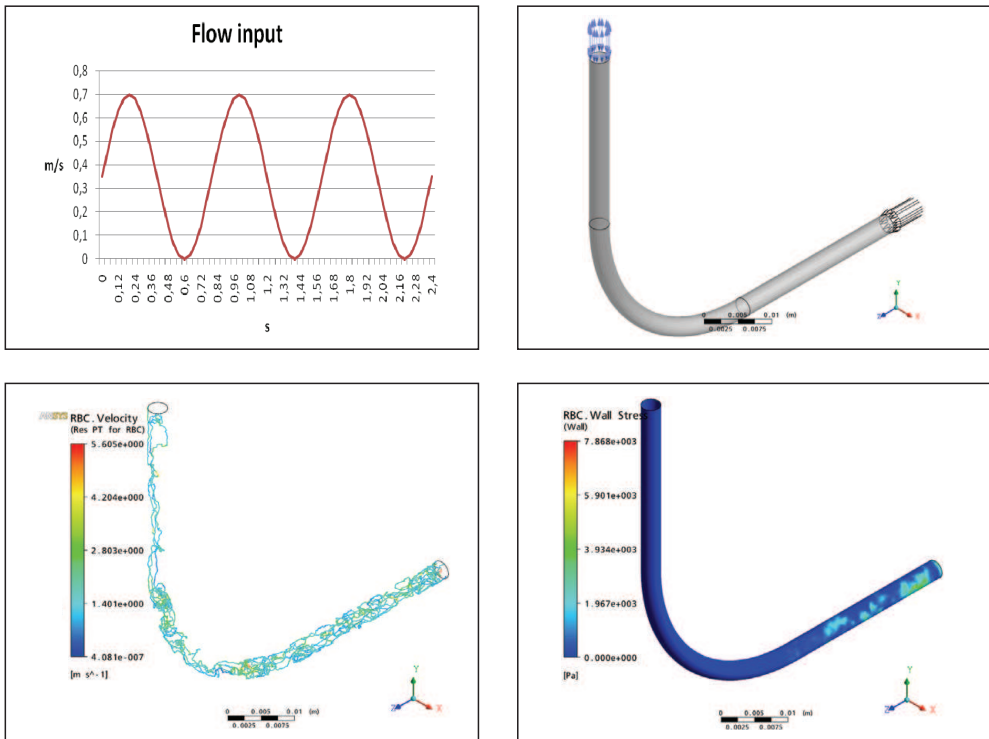 Flow input
0,8
0,7
0,6
0,5
m/s
0,4
0,3
0,2
0,1
0
0 0,12 0,24 0,36 0,48 0,6 0,72 0,84 0,96 1,08 1,2 1,32 1,44 1,56 1,68 1,8 1,92 2,04 2,16 2,28 2,4
s
0 0.005 0.01 (m)
0.0025 0.0075
Y
Z X
ANSYS
RBC.Velocity
(Res PT for RBC)
5.605e+000
4.204e+000
2.803e+000
1.401e+000
4.081e-007
[m s^-1]
0 0.005 0.01 (m)
0.0025 0.0075
Y
Z X
RBC.Wall Stress
(Wall)
7.868e+003
5.901e+003
3.934e+003
1.967e+003
0.000e+000
[Pa]
0 0.005 0.01 (m)
0.0025 0.0075
Y
Z X